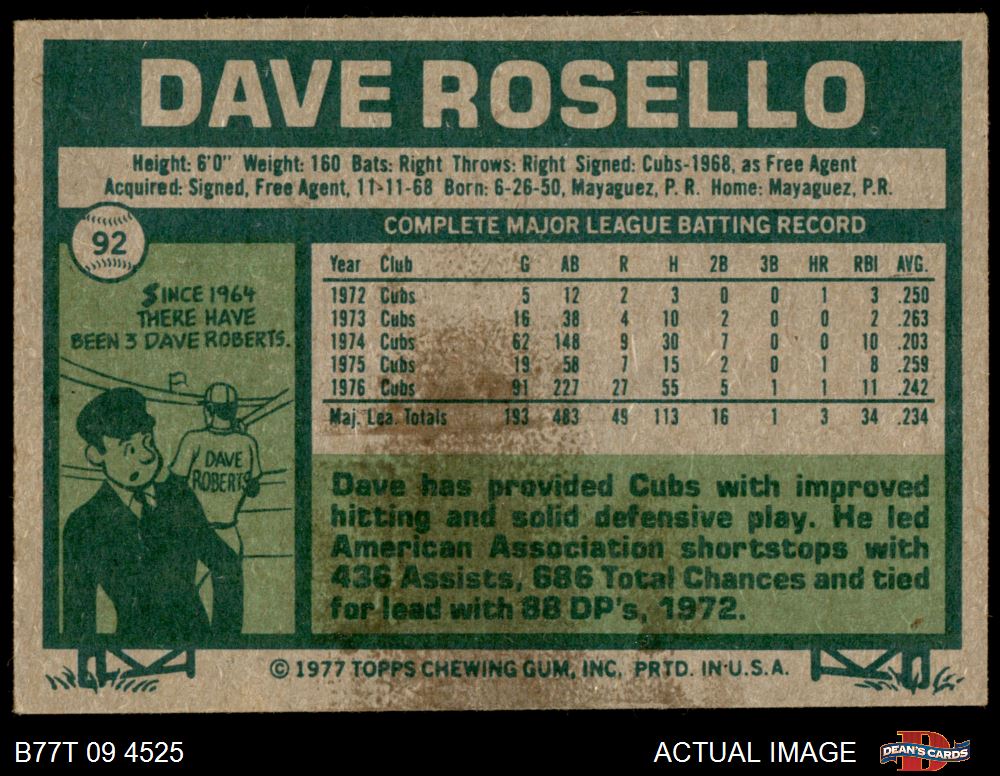 DAVE ROSELLO
Height: 6'0" Weight: 160 Bats: Right Throws: Right Signed: Cubs-1968, as Free Agent
Acquired: Signed, Free Agent, 11-11-68 Born: 6-26-50, Mayaguez, P. R. Home: Mayaguez, P.R.
92
SINCE 1964
THERE HAVE
BEEN 3 DAVE ROBERTS.
DAVE
ROBERTS
COMPLETE MAJOR LEAGUE BATTING RECORD
Year Club G AB R H 2B 3B HR RBI AVG.
1972 Cubs 5 12 2 3 0 0 1 3 .250
1973 Cubs 16 38 4 10 2 0 0 2 .263
1974 Cubs 62 148 9 30 7 0 0 10 .203
1975 Cubs 19 58 7 15 2 0 1 8 .259
1976 Cubs 91 227 27 55 5 1 1 11 .242
Maj. Lea. Totals 193 483 49 113 16 1 3 34 .234
Dave has provided Cubs with improved
hitting and solid defensive play. He led
American Association shortstops with
436 Assists, 686 Total Chances and tied
for lead with 88 DP's, 1972.
© 1977 TOPPS CHEWING GUM, INC. PRTD. IN U.S.A.
B77T 09 4525
ACTUAL IMAGE
D
DEAN'S CARDS